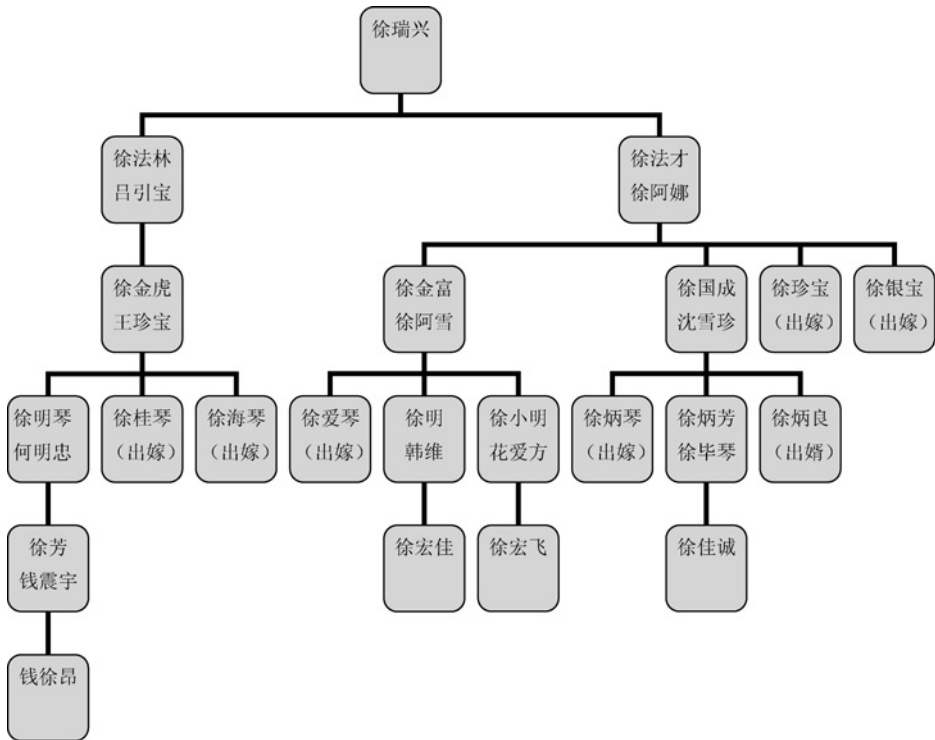 徐瑞兴
徐法林
吕引宝
徐法才
徐阿娜
徐金虎
王珍宝
徐金富
徐阿雪
徐国成
沈雪珍
徐珍宝
（出嫁）
徐银宝
（出嫁）
徐明琴
何明忠
徐桂琴
（出嫁）
徐海琴
（出嫁）
徐爱琴
（出嫁）
徐明
韩维
徐小明
花爱方
徐炳琴
（出嫁）
徐炳芳
徐毕琴
徐炳良
（出婿）
徐芳
钱震宇
徐宏佳
徐宏飞
徐佳诚
钱徐昂